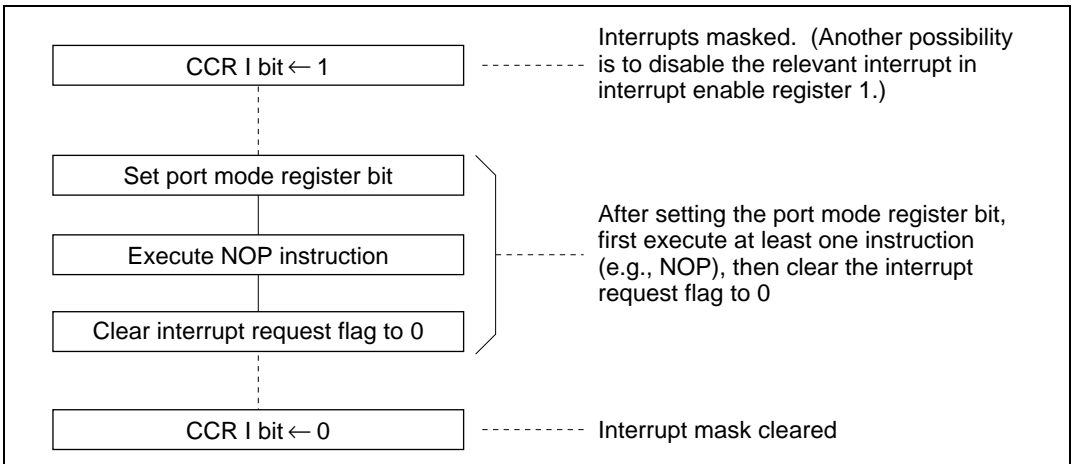 CCR I bit ← 1
Interrupts masked. (Another possibility
is to disable the relevant interrupt in
interrupt enable register 1.)
Set port mode register bit
Execute NOP instruction
Clear interrupt request flag to 0
After setting the port mode register bit,
first execute at least one instruction
(e.g., NOP), then clear the interrupt
request flag to 0
CCR I bit ← 0
Interrupt mask cleared